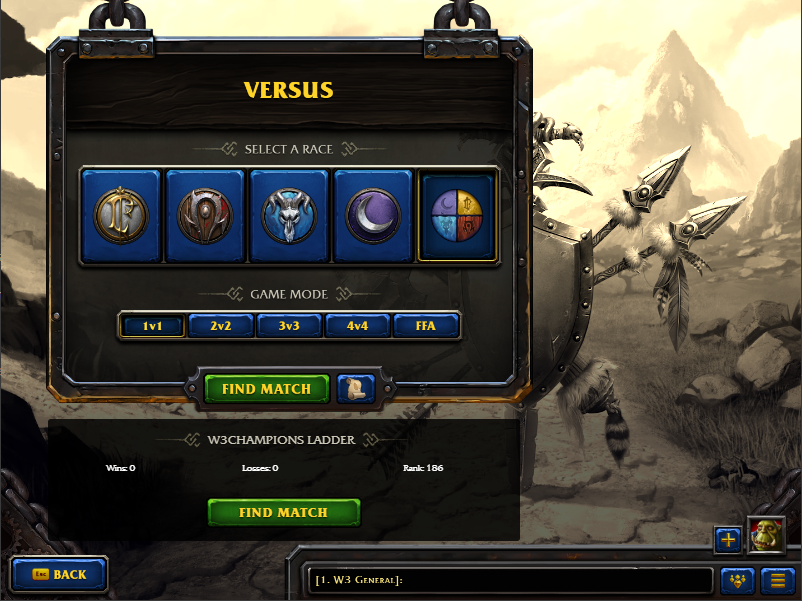 VERSUS
SELECT A RACE
GAME MODE
1v1 2v2 3v3 4v4 FFA
FIND MATCH
W3CHAMPIONS LADDER
Wins: 0 Losses: 0 Rank: 186
FIND MATCH
Esc BACK
[1. W3 General]: